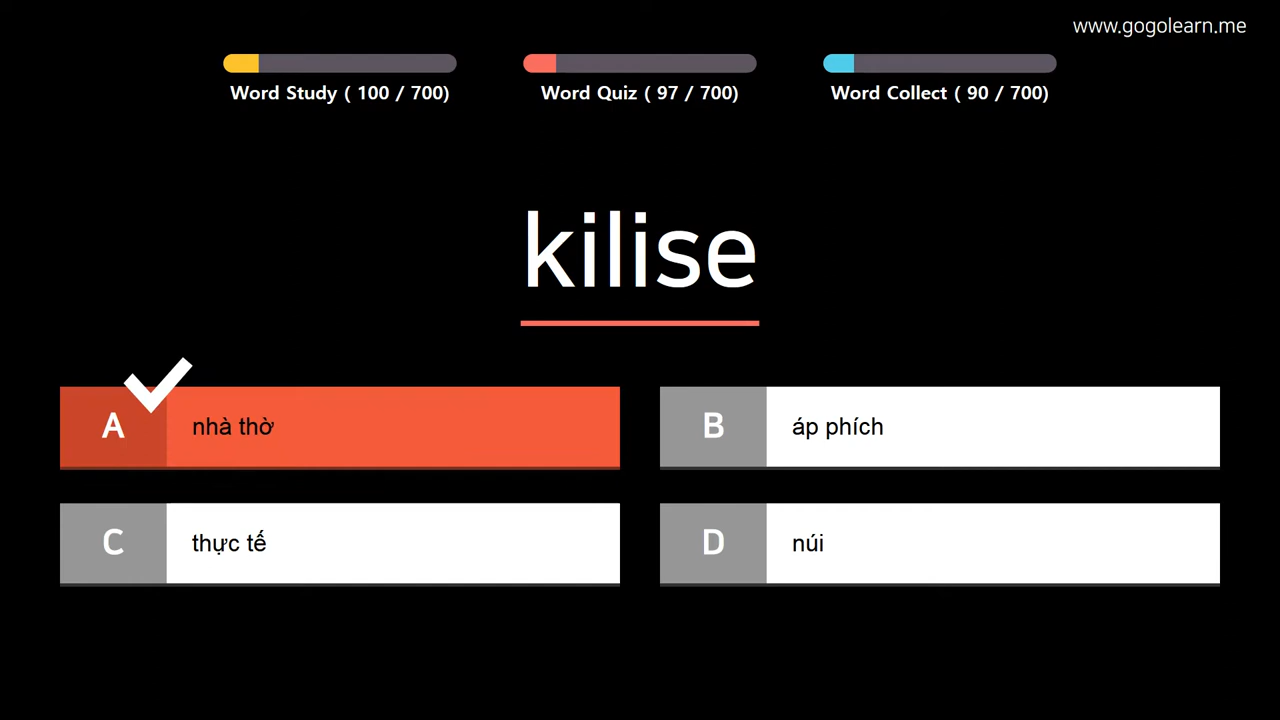 www.gogolearn.me
Word Study ( 100 / 700)
Word Quiz ( 97 / 700)
Word Collect ( 90 / 700)
kilise
A nhà thờ
B áp phích
C thực tế
D núi